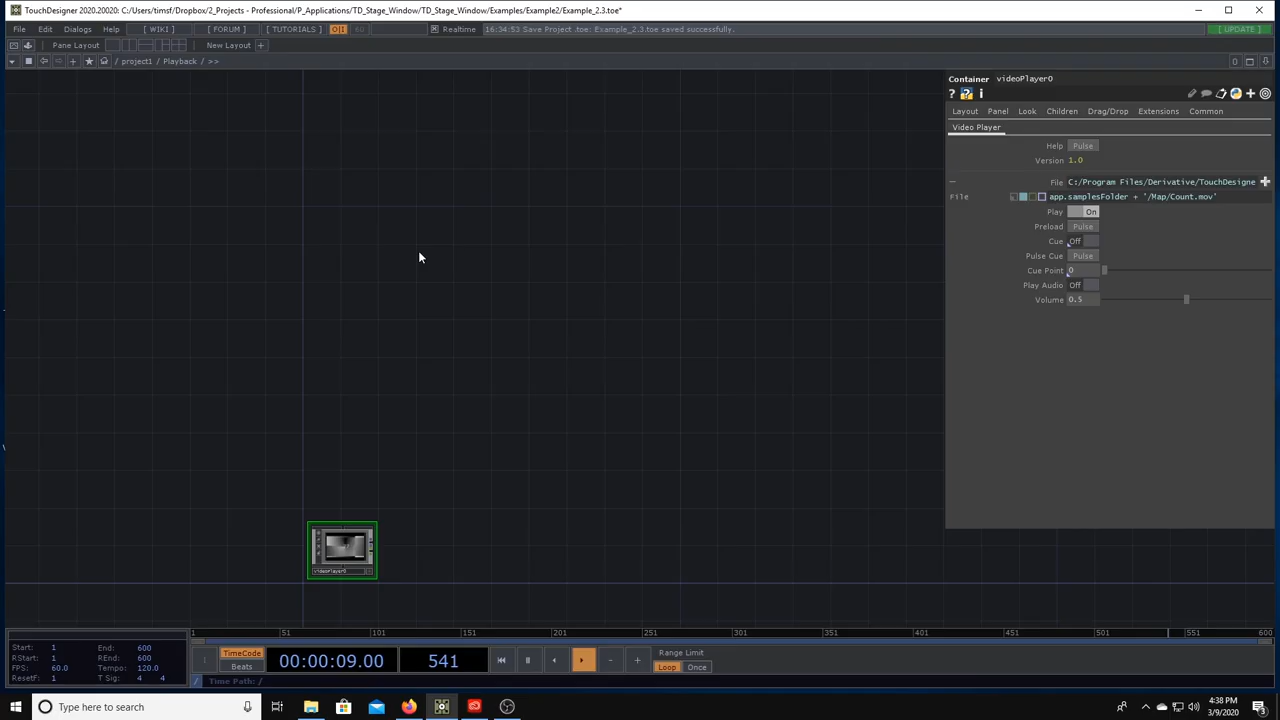 TouchDesigner 2020.20020: C:/Users/timsf/Dropbox/2_Projects - Professional/P_Applications/TD_Stage_Window/TD_Stage_Window/Examples/Example2/Example_2.3.toe*
File Edit Dialogs Help [ WIKI ] [ FORUM ] [ TUTORIALS ] O|I 60 Realtime 16:34:53 Save Project .toe: Example_2.3.toe saved successfully. [ UPDATE ]
Pane Layout New Layout +
/ project1 / Playback / >> 0
Container videoPlayer0
? ? i
Layout Panel Look Children Drag/Drop Extensions Common
Video Player
Help Pulse
Version 1.0
File C:/Program Files/Derivative/TouchDesigne
File app.samplesFolder + '/Map/Count.mov'
Play On
Preload Pulse
Cue Off
Pulse Cue Pulse
Cue Point 0
Play Audio Off
Volume 0.5
videoPlayer0
1 51 101 151 201 251 301 351 401 451 501 551 600
Start: 1 End: 600
RStart: 1 REnd: 600
FPS: 60.0 Tempo: 120.0
ResetF: 1 T Sig: 4 4
TimeCode
Beats
00:00:09.00
541
Range Limit
Loop Once
/ Time Path: /
Type here to search
4:38 PM
3/9/2020
3